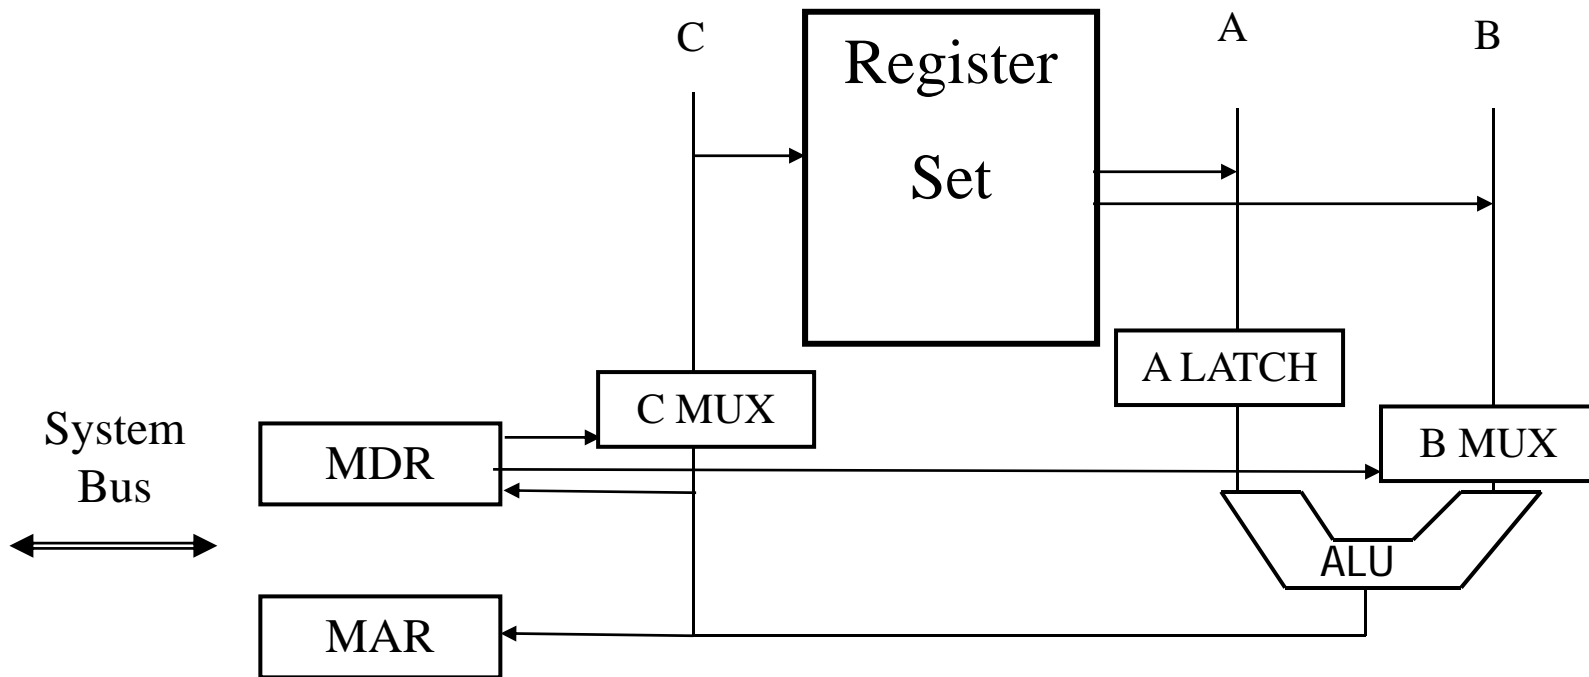 C
Register
Set
A
B
A LATCH
C MUX
B MUX
System
Bus
MDR
ALU
MAR